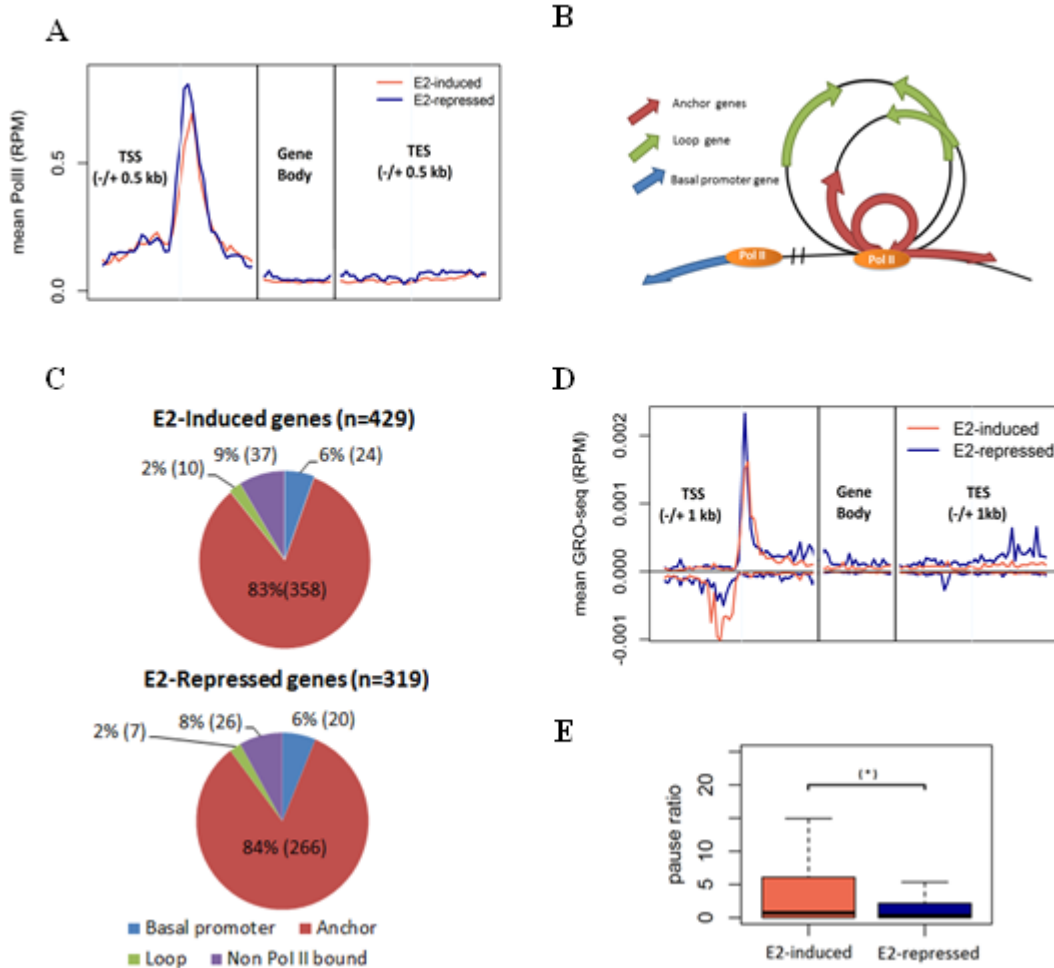 A
mean PolII (RPM)
0.5
0.0
TSS
(-/+ 0.5 kb)
Gene
Body
TES
(-/+ 0.5 kb)
E2-induced
E2-repressed
B
Anchor genes
Loop gene
Basal promoter gene
Pol II
Pol II
C
E2-Induced genes (n=429)
2% (10)
9% (37)
6% (24)
83%(358)
E2-Repressed genes (n=319)
2% (7)
8% (26)
6% (20)
84% (266)
Basal promoter
Anchor
Loop
Non Pol II bound
D
mean GRO-seq (RPM)
0.002
0.001
0.000
-0.001
TSS
(-/+ 1 kb)
Gene
Body
TES
(-/+ 1kb)
E2-induced
E2-repressed
E
pause ratio
20
10
5
0
(*)
E2-induced
E2-repressed